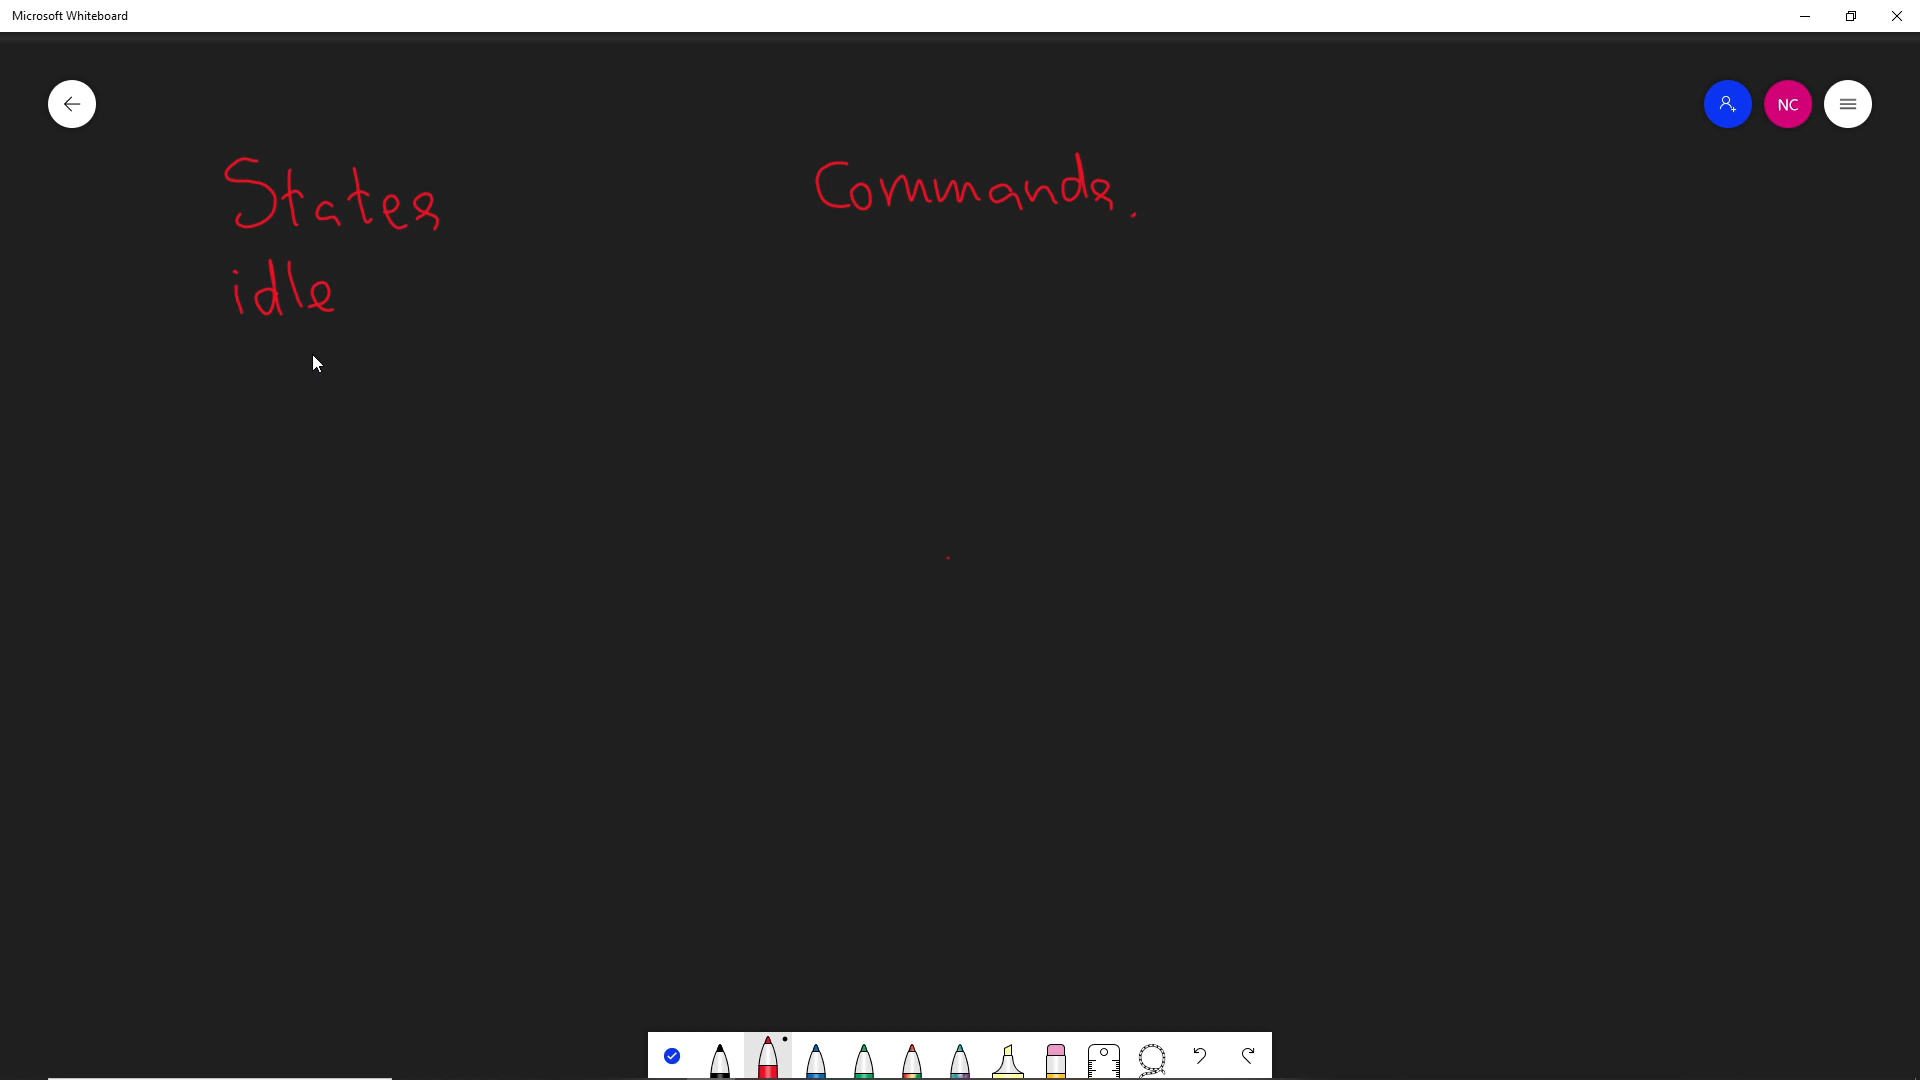 Microsoft Whiteboard
NC
States
Commands.
idle